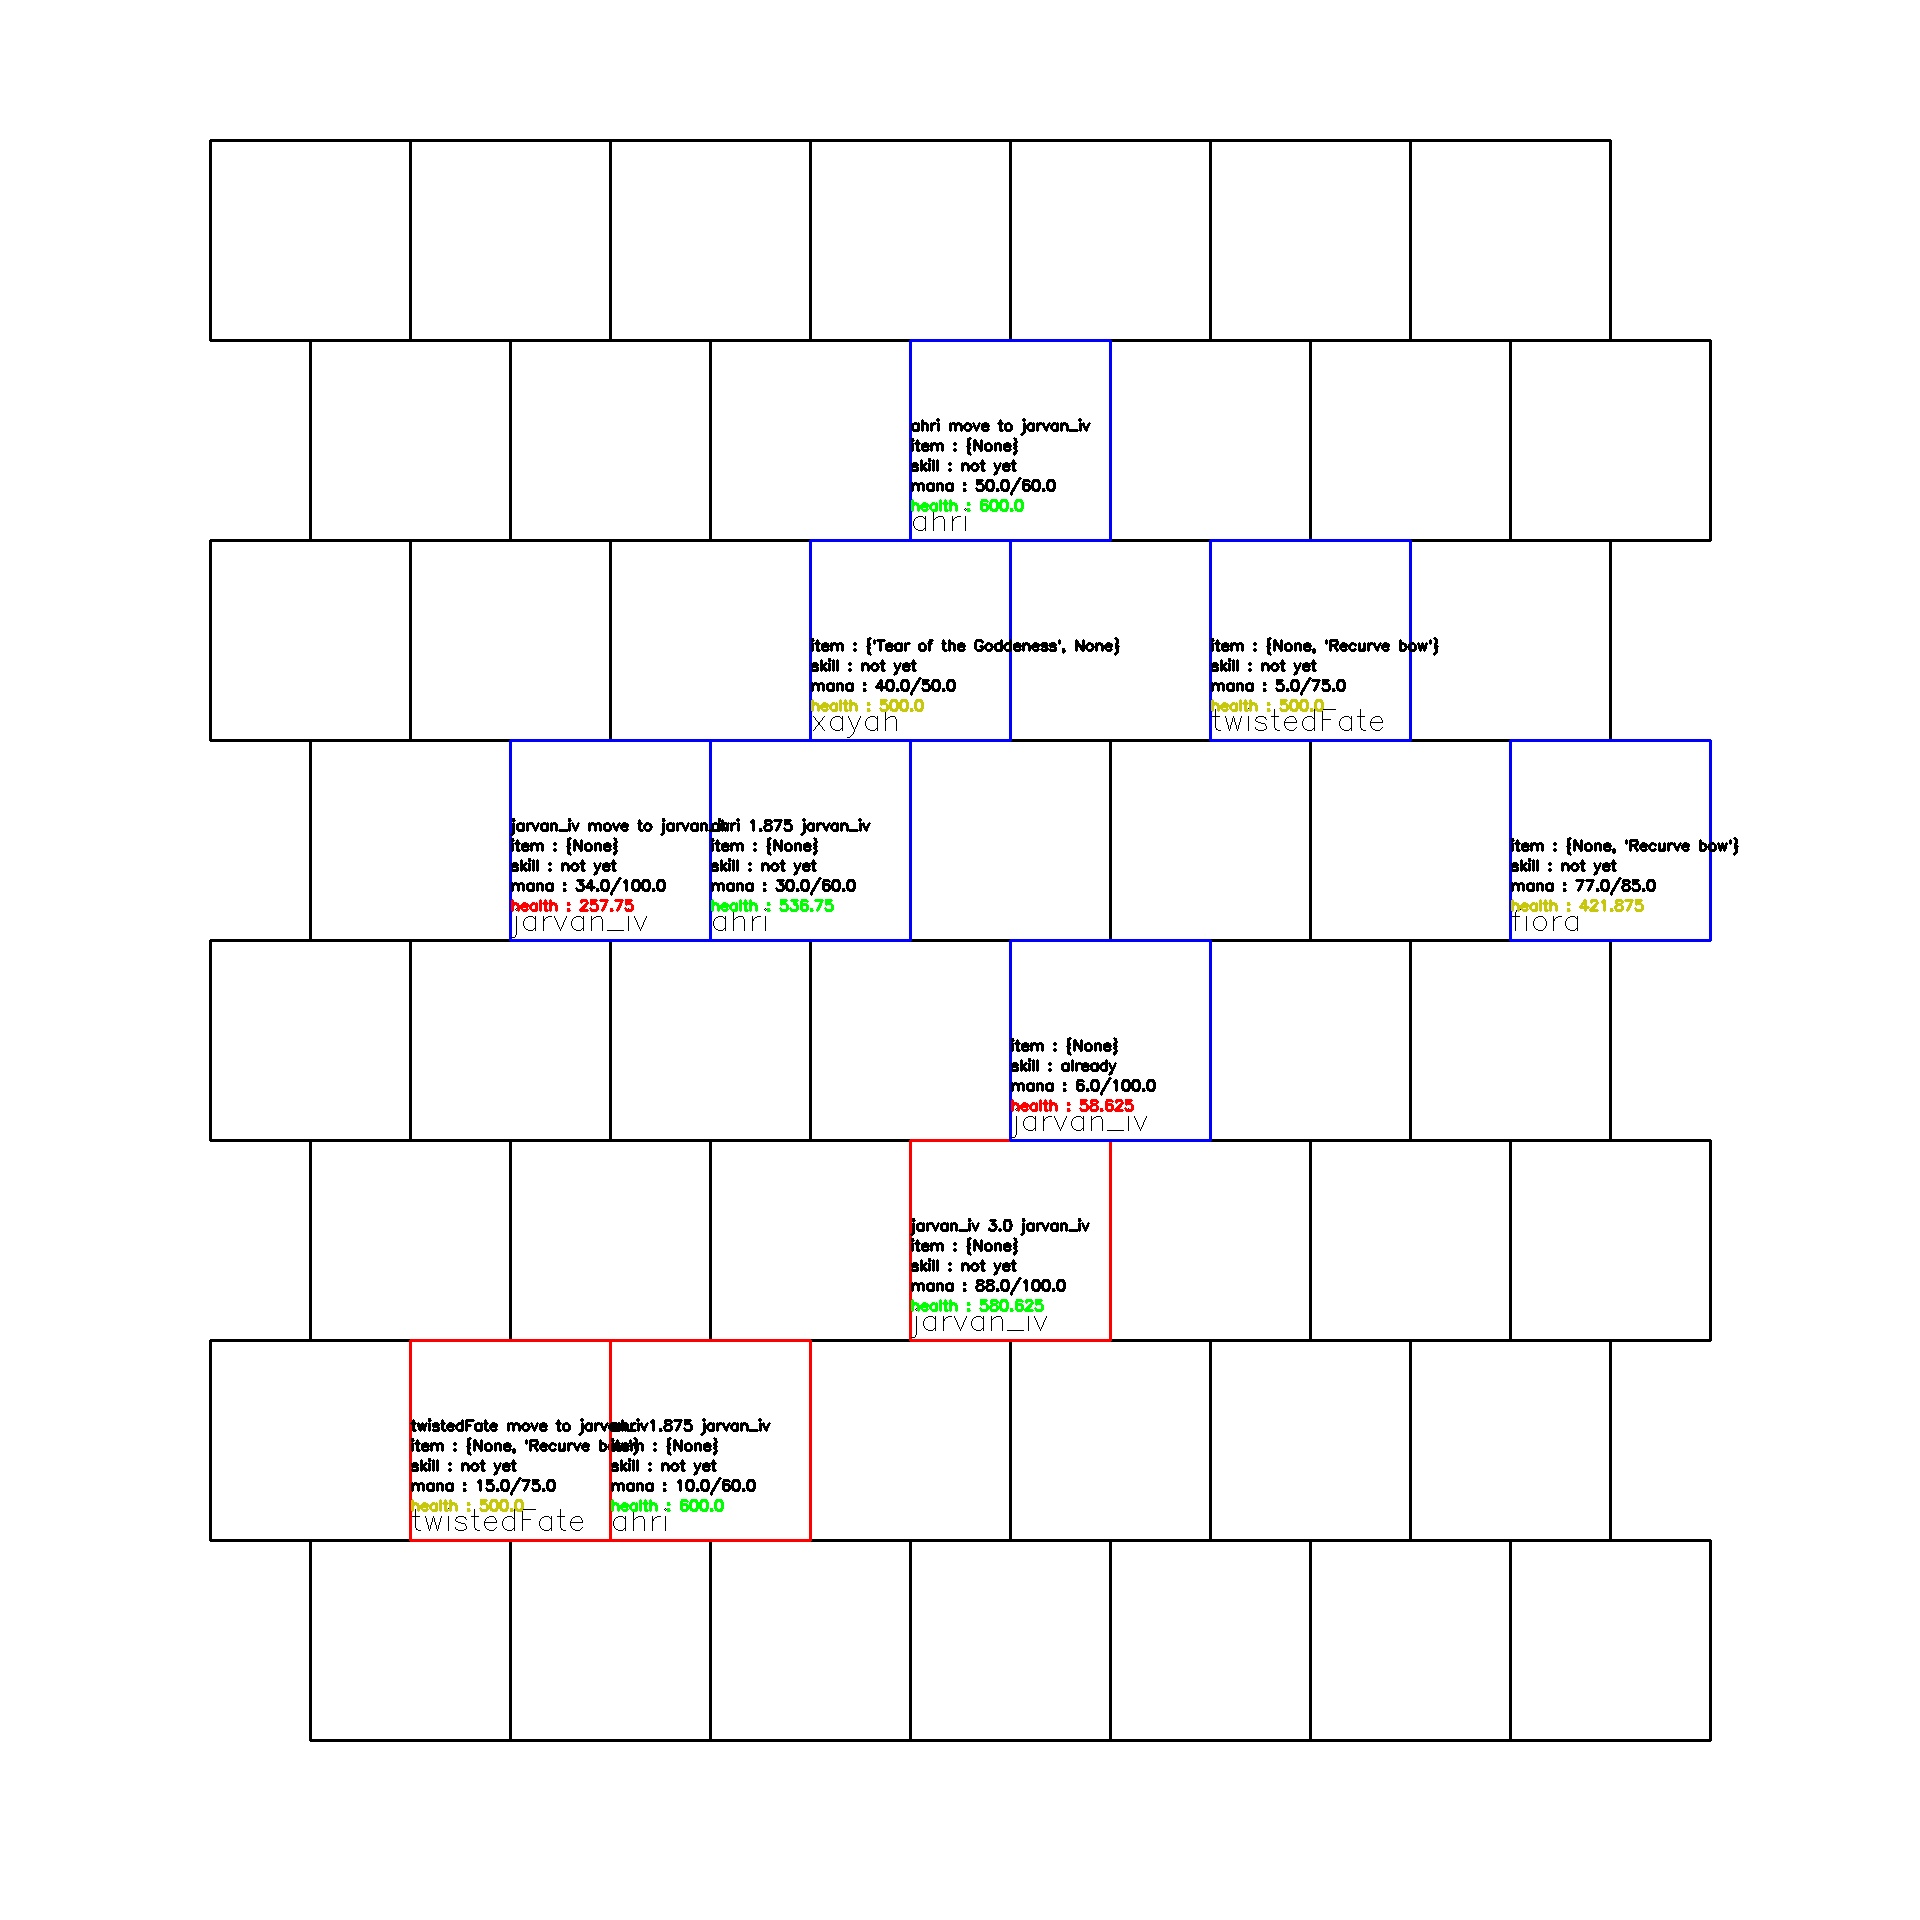 ahri move to jarvan_iv
item : {None}
skill : not yet
mana : 50.0/60.0
health : 600.0
ahri
item : {'Tear of the Goddeness', None}
skill : not yet
mana : 40.0/50.0
health : 500.0
xayah
item : {None, 'Recurve bow'}
skill : not yet
mana : 5.0/75.0
health : 500.0
twistedFate
jarvan_iv move to jarvan_iv
item : {None}
skill : not yet
mana : 34.0/100.0
health : 257.75
jarvan_iv
ahri 1.875 jarvan_iv
item : {None}
skill : not yet
mana : 30.0/60.0
health : 536.75
ahri
item : {None, 'Recurve bow'}
skill : not yet
mana : 77.0/85.0
health : 421.875
fiora
item : {None}
skill : already
mana : 6.0/100.0
health : 58.625
jarvan_iv
jarvan_iv 3.0 jarvan_iv
item : {None}
skill : not yet
mana : 88.0/100.0
health : 580.625
jarvan_iv
twistedFate move to jarvan_iv
item : {None, 'Recurve bow'}
skill : not yet
mana : 15.0/75.0
health : 500.0
twistedFate
ahri 1.875 jarvan_iv
item : {None}
skill : not yet
mana : 10.0/60.0
health : 600.0
ahri